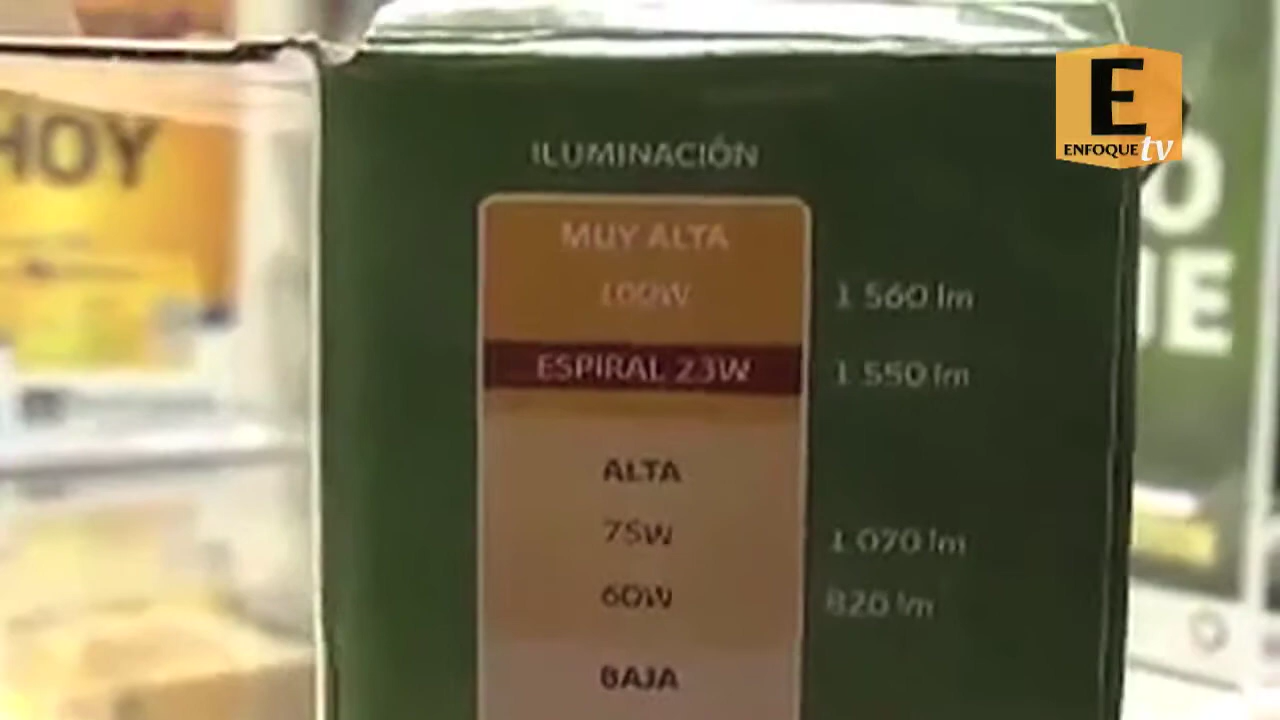 HOY
ILUMINACIÓN
MUY ALTA
100W 1 560 lm
ESPIRAL 23W 1 550 lm
ALTA
75W 1 070 lm
60W 820 lm
BAJA
E
ENFOQUE tv